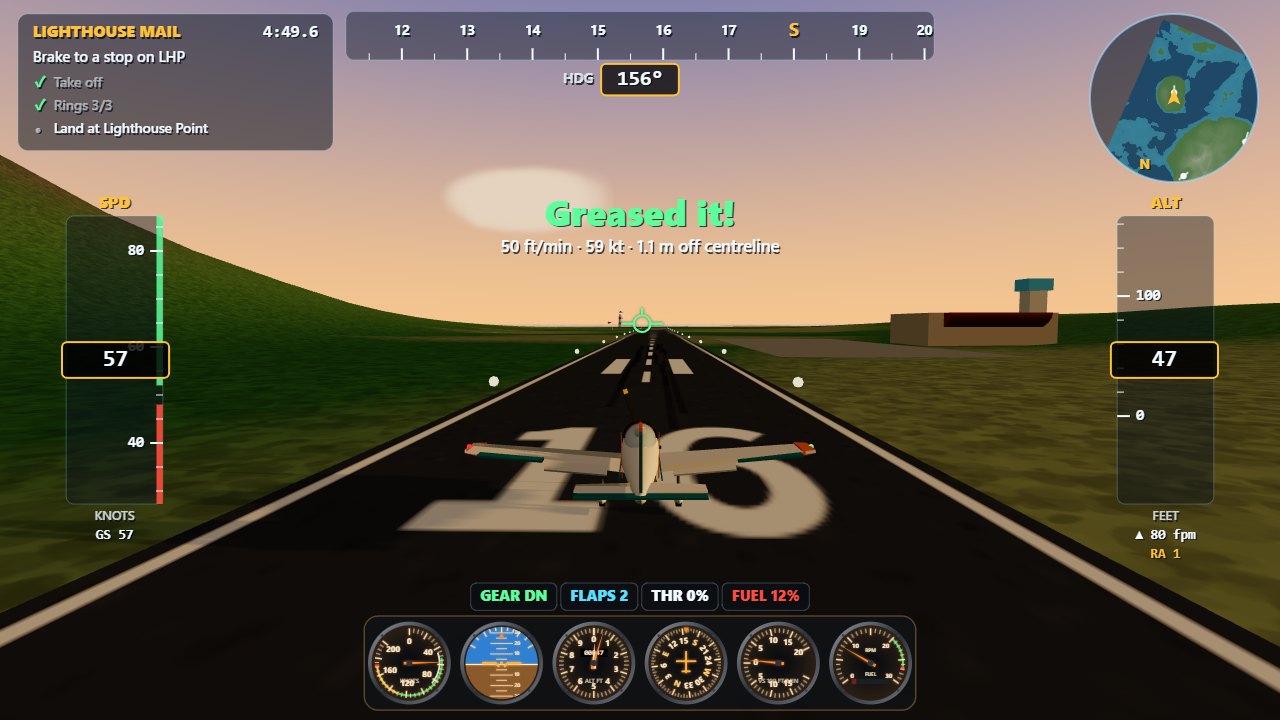 LIGHTHOUSE MAIL 4:49.6
Brake to a stop on LHP
Take off
Rings 3/3
Land at Lighthouse Point
12 13 14 15 16 17 S 19 20
HDG 156°
N
SPD
80
57
40
KNOTS
GS 57
Greased it!
50 ft/min · 59 kt · 1.1 m off centreline
ALT
100
47
0
FEET
▲ 80 fpm
RA 1
16
GEAR DN
FLAPS 2
THR 0%
FUEL 12%